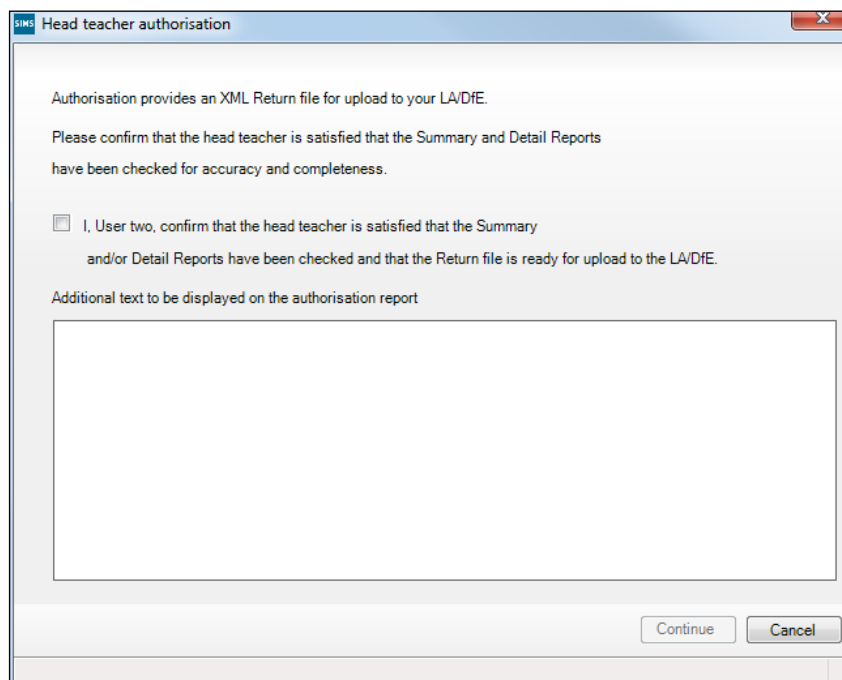 SIMS Head teacher authorisation
Authorisation provides an XML Return file for upload to your LA/DfE.
Please confirm that the head teacher is satisfied that the Summary and Detail Reports
have been checked for accuracy and completeness.
I, User two, confirm that the head teacher is satisfied that the Summary
and/or Detail Reports have been checked and that the Return file is ready for upload to the LA/DfE.
Additional text to be displayed on the authorisation report
Continue Cancel